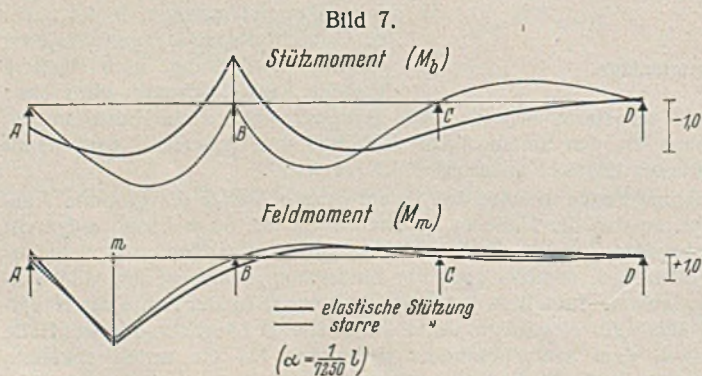 Bild 7.
Stützmoment (M_b)
A B C D -1,0
Feldmoment (M_m)
m
A B C D +1,0
elastische Stützung
starre "
(α = 1/7250 l)